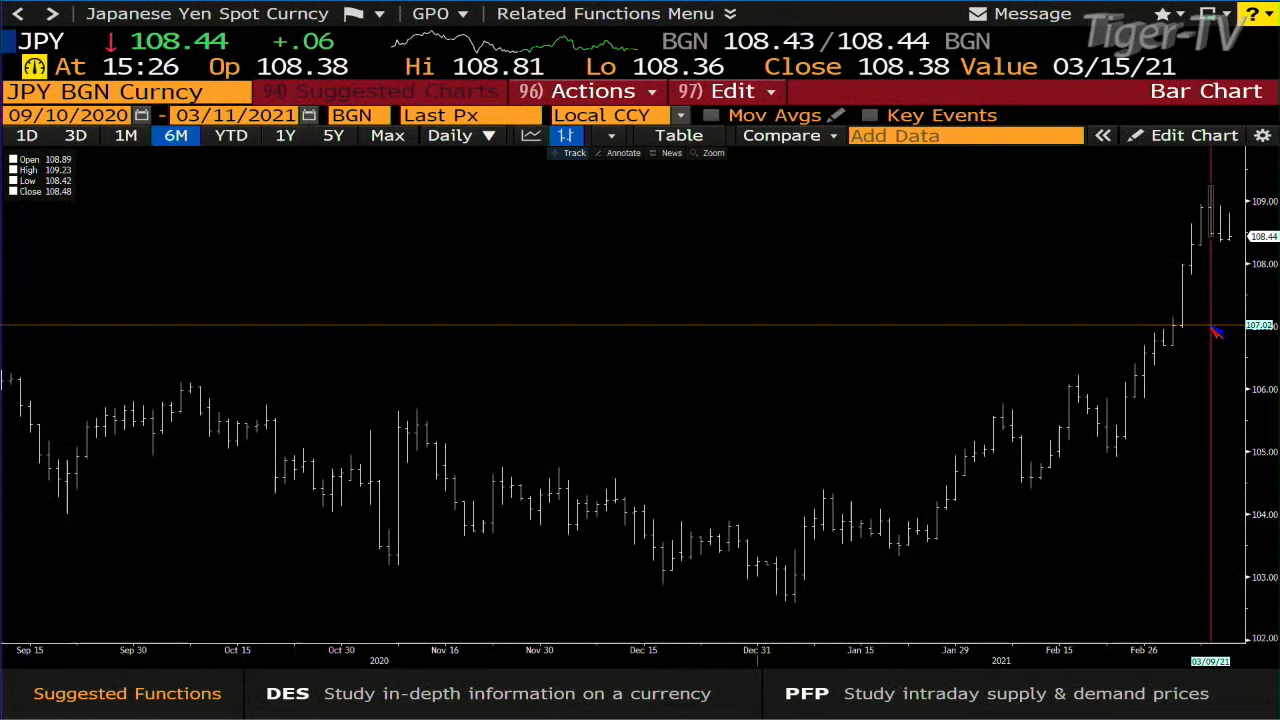 Japanese Yen Spot Curncy GPO Related Functions Menu Message ?
Tiger-TV
JPY 108.44 +.06 BGN 108.43/108.44 BGN
At 15:26 Op 108.38 Hi 108.81 Lo 108.36 Close 108.38 Value 03/15/21
JPY BGN Curncy 94) Suggested Charts 96) Actions 97) Edit Bar Chart
09/10/2020 - 03/11/2021 BGN Last Px Local CCY Mov Avgs Key Events
1D 3D 1M 6M YTD 1Y 5Y Max Daily ▼ Table Compare Add Data « Edit Chart
Track Annotate News Zoom
Open 108.89
High 109.23
Low 108.42
Close 108.48
109.00
108.44
108.00
107.02
106.00
105.00
104.00
103.00
102.00
Sep 15 Sep 30 Oct 15 Oct 30 Nov 16 Nov 30 Dec 15 Dec 31 Jan 15 Jan 29 Feb 15 Feb 26
2020 2021 03/09/21
Suggested Functions DES Study in-depth information on a currency PFP Study intraday supply & demand prices